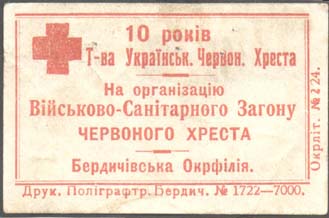 10 років
Т-ва Українськ. Червон. Хреста
На організацію
Військово-Санітарного Загону
ЧЕРВОНОГО ХРЕСТА
Бердичівська Окрфілія.
Друк. Поліграфтр. Бердич. № 1722—7000.
Окрліт. № 224.